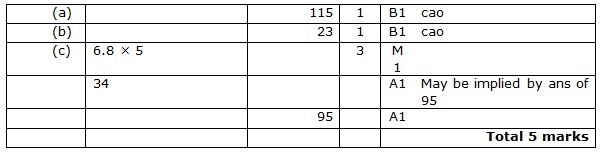 (a) 115 1 B1 cao
(b) 23 1 B1 cao
(c) 6.8 × 5 3 M
1
34 A1 May be implied by ans of
95
95 A1
Total 5 marks